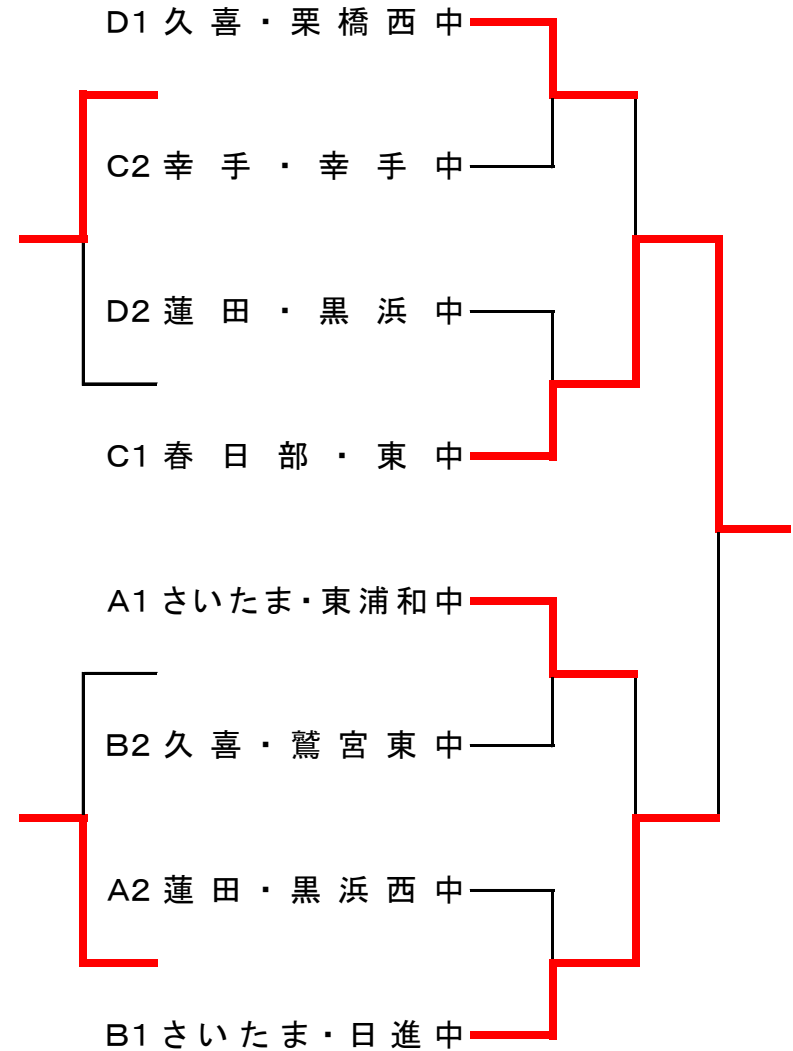 D1 久喜・栗橋西中
C2 幸手・幸手中
D2 蓮田・黒浜中
C1 春日部・東中
A1 さいたま・東浦和中
B2 久喜・鷲宮東中
A2 蓮田・黒浜西中
B1 さいたま・日進中